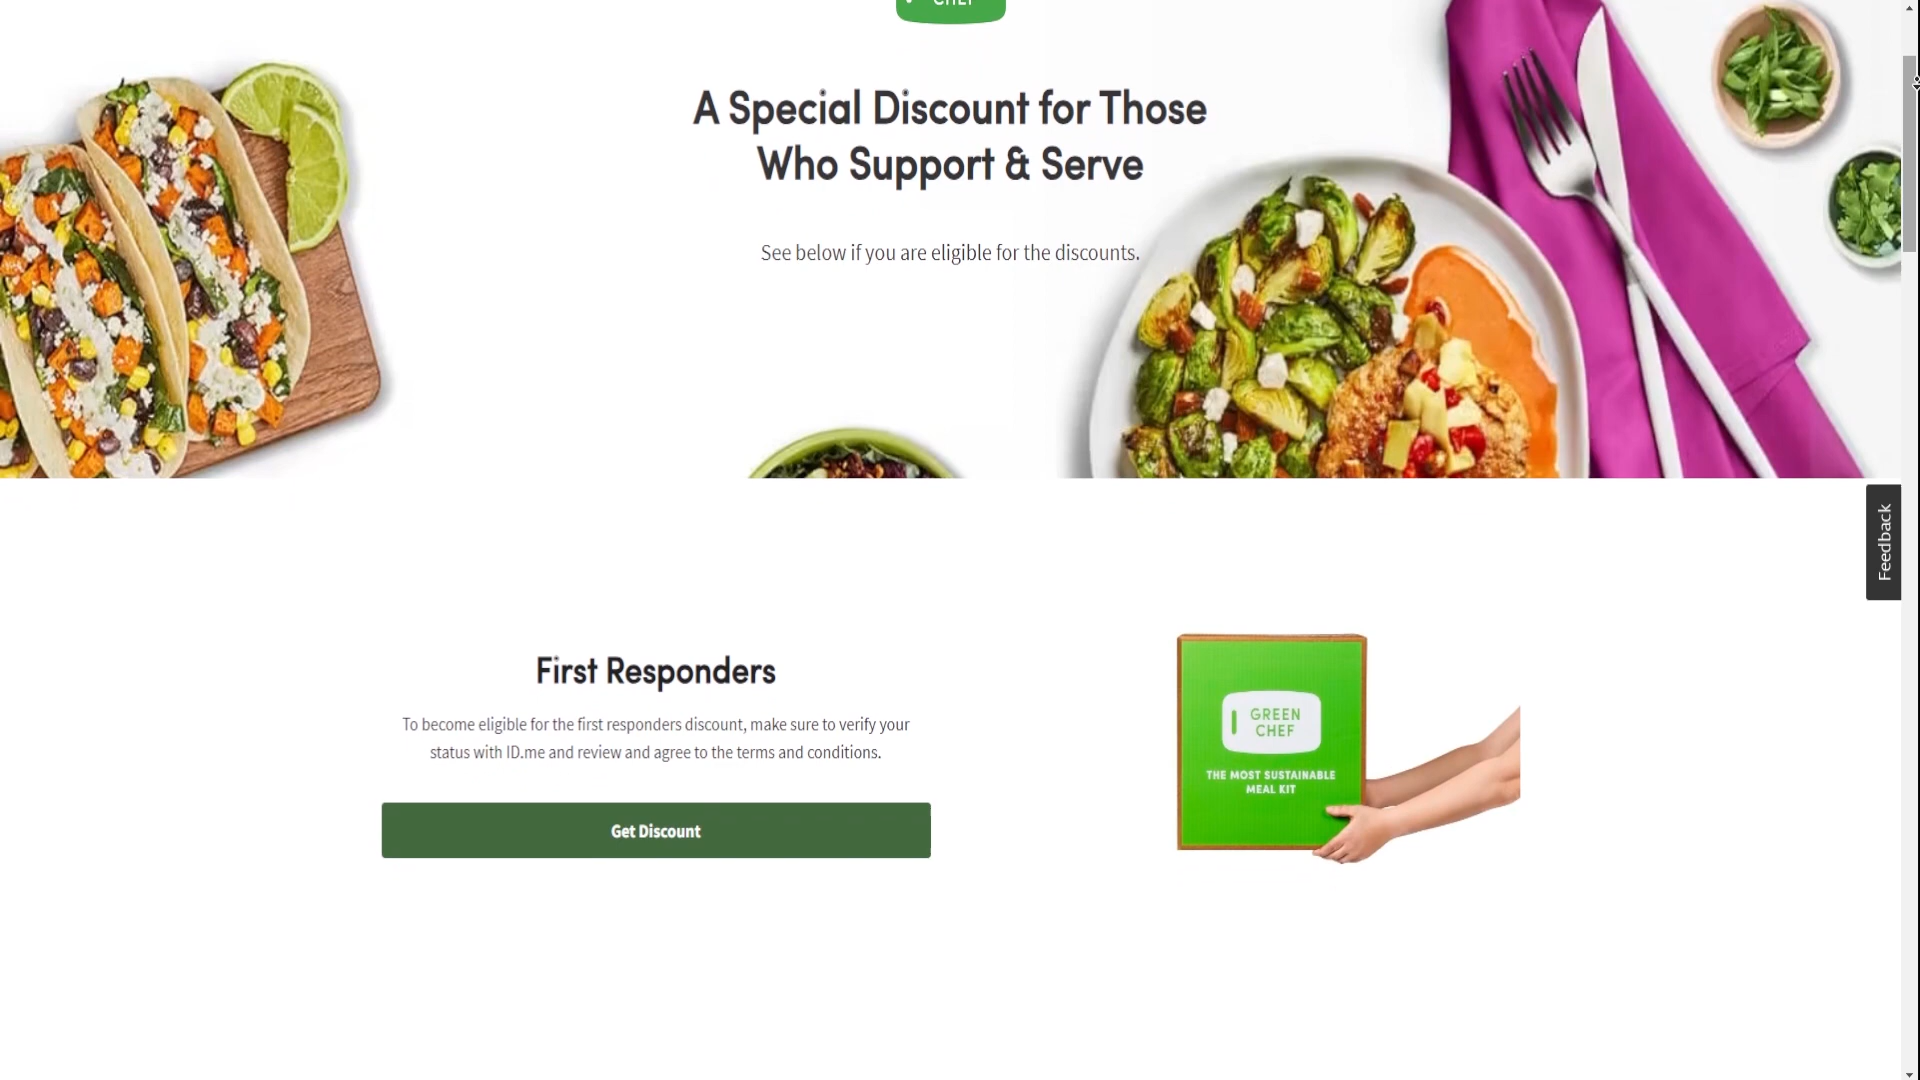 A Special Discount for Those
Who Support & Serve
See below if you are eligible for the discounts.
Feedback
First Responders
To become eligible for the first responders discount, make sure to verify your
status with ID.me and review and agree to the terms and conditions.
Get Discount
GREEN
CHEF
THE MOST SUSTAINABLE
MEAL KIT